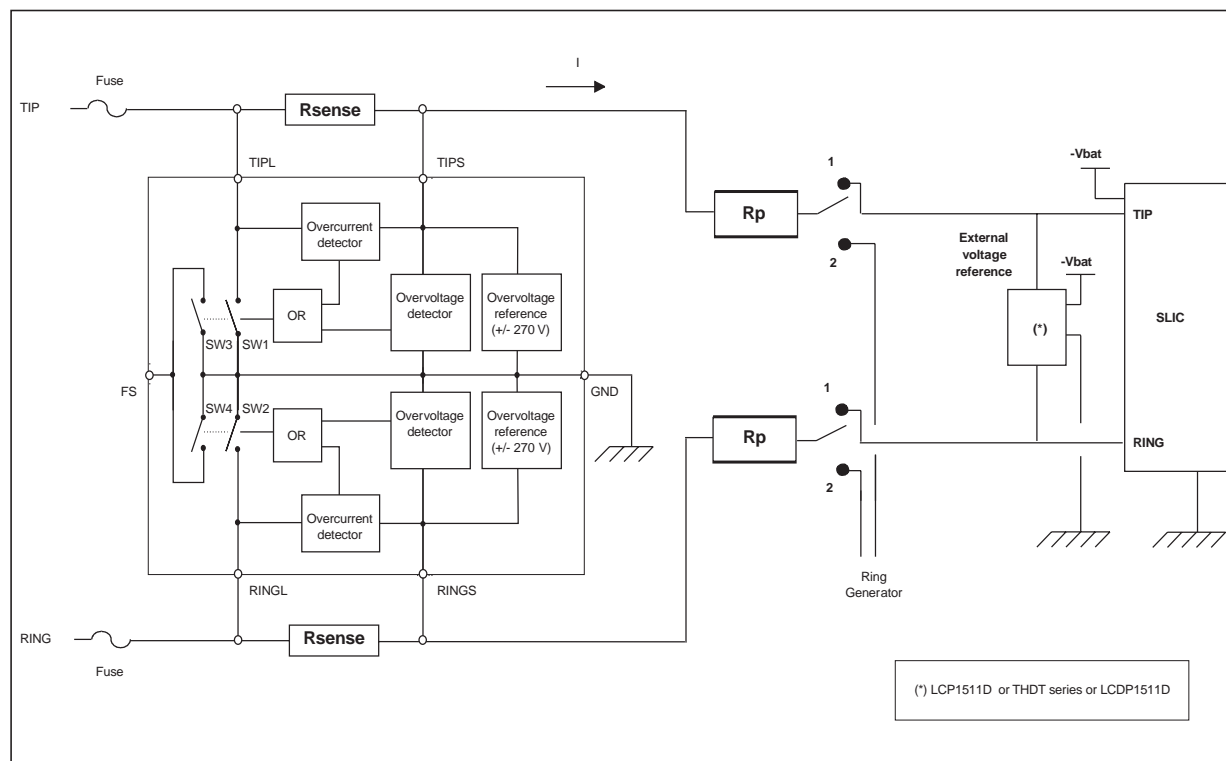 I
Fuse
TIP
Rsense
TIPL
TIPS
1
-Vbat
Rp
TIP
Overcurrent
detector
2
External
voltage
reference
-Vbat
OR
Overvoltage
detector
Overvoltage
reference
(+/- 270 V)
(*)
SLIC
SW3
SW1
FS
GND
SW4
SW2
1
OR
Overvoltage
detector
Overvoltage
reference
(+/- 270 V)
Rp
RING
2
Overcurrent
detector
RINGL
RINGS
Ring
Generator
RING
Rsense
Fuse
(*) LCP1511D or THDT series or LCDP1511D